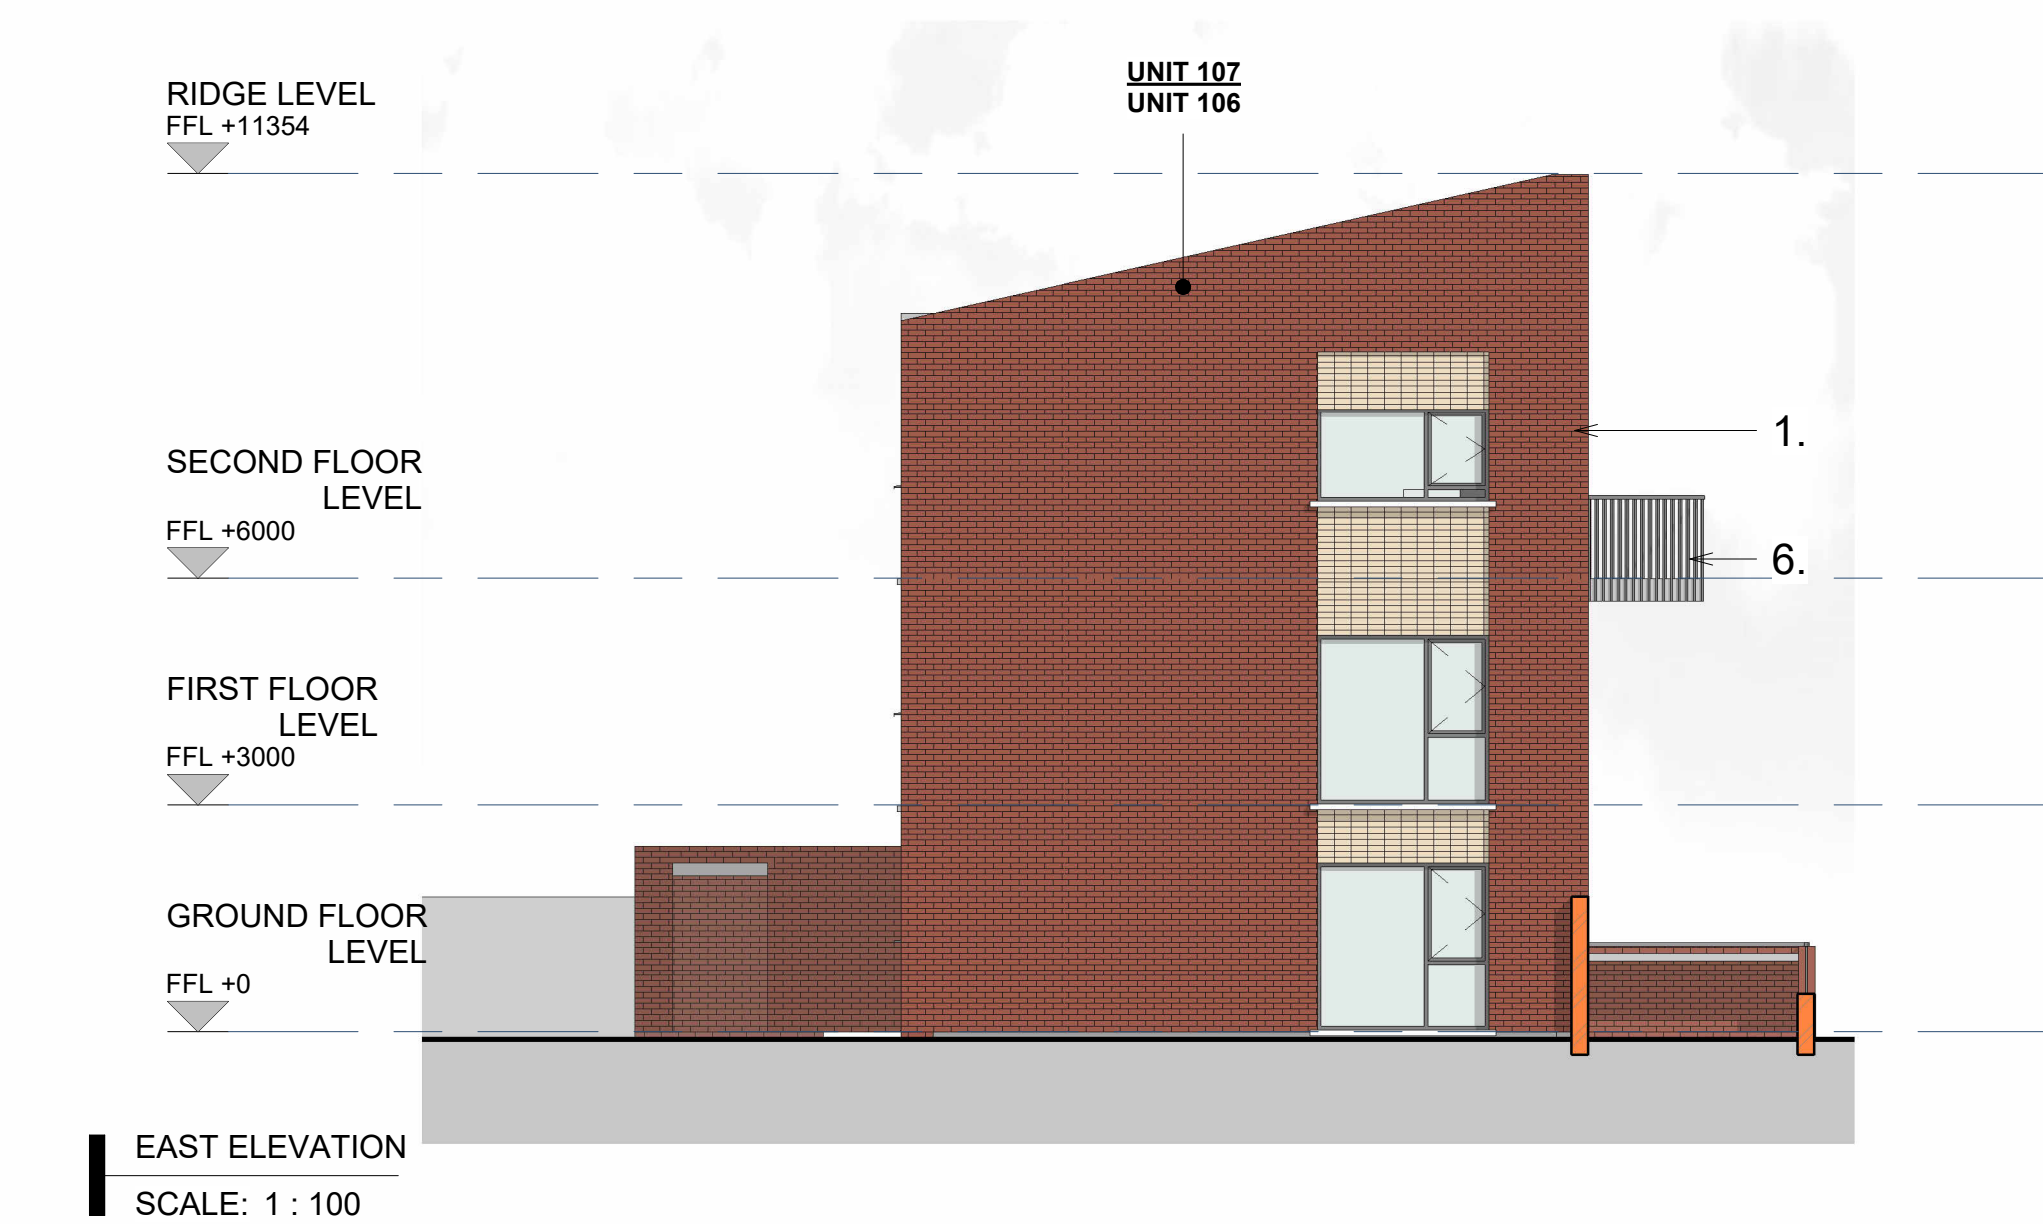 UNIT 107
UNIT 106
RIDGE LEVEL
FFL +11354
1.
SECOND FLOOR
LEVEL
FFL +6000
6.
FIRST FLOOR
LEVEL
FFL +3000
GROUND FLOOR
LEVEL
FFL +0
EAST ELEVATION
SCALE: 1 : 100